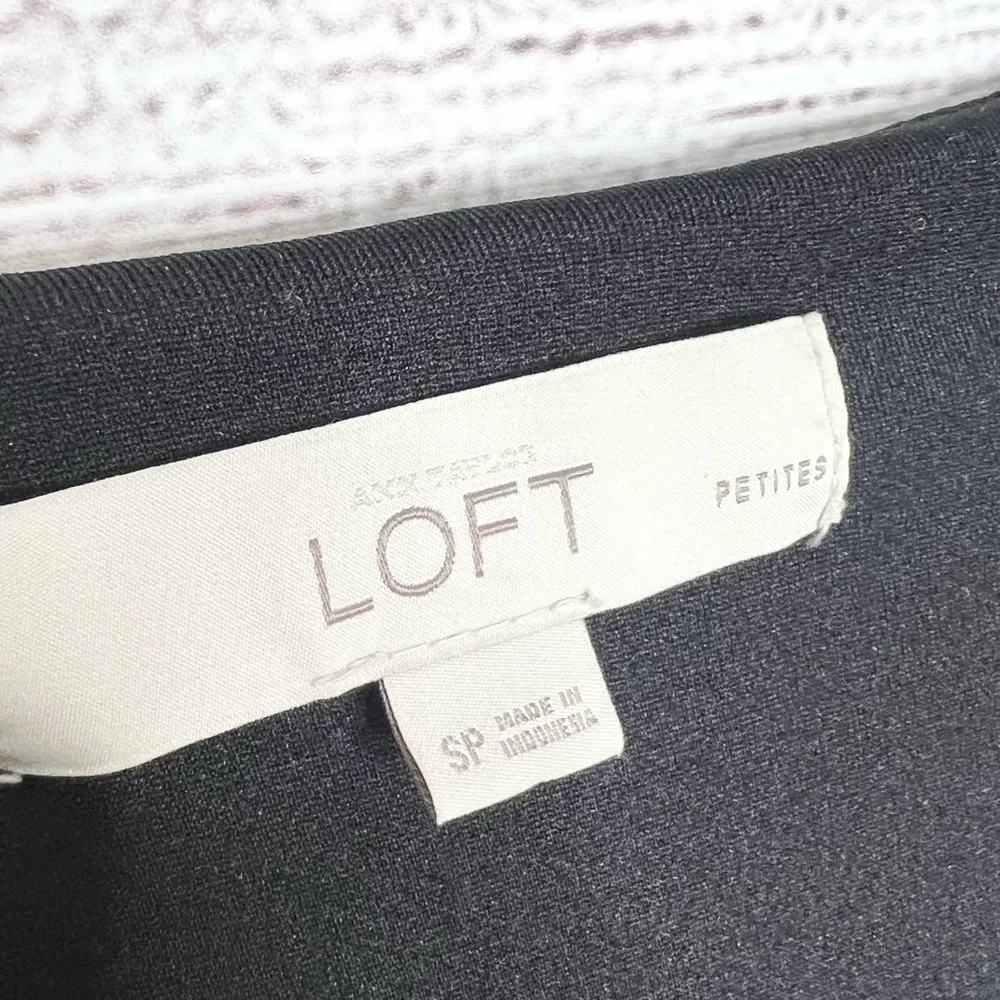 ANN TAYLOR
LOFT
PETITES
SP
MADE IN
INDONESIA